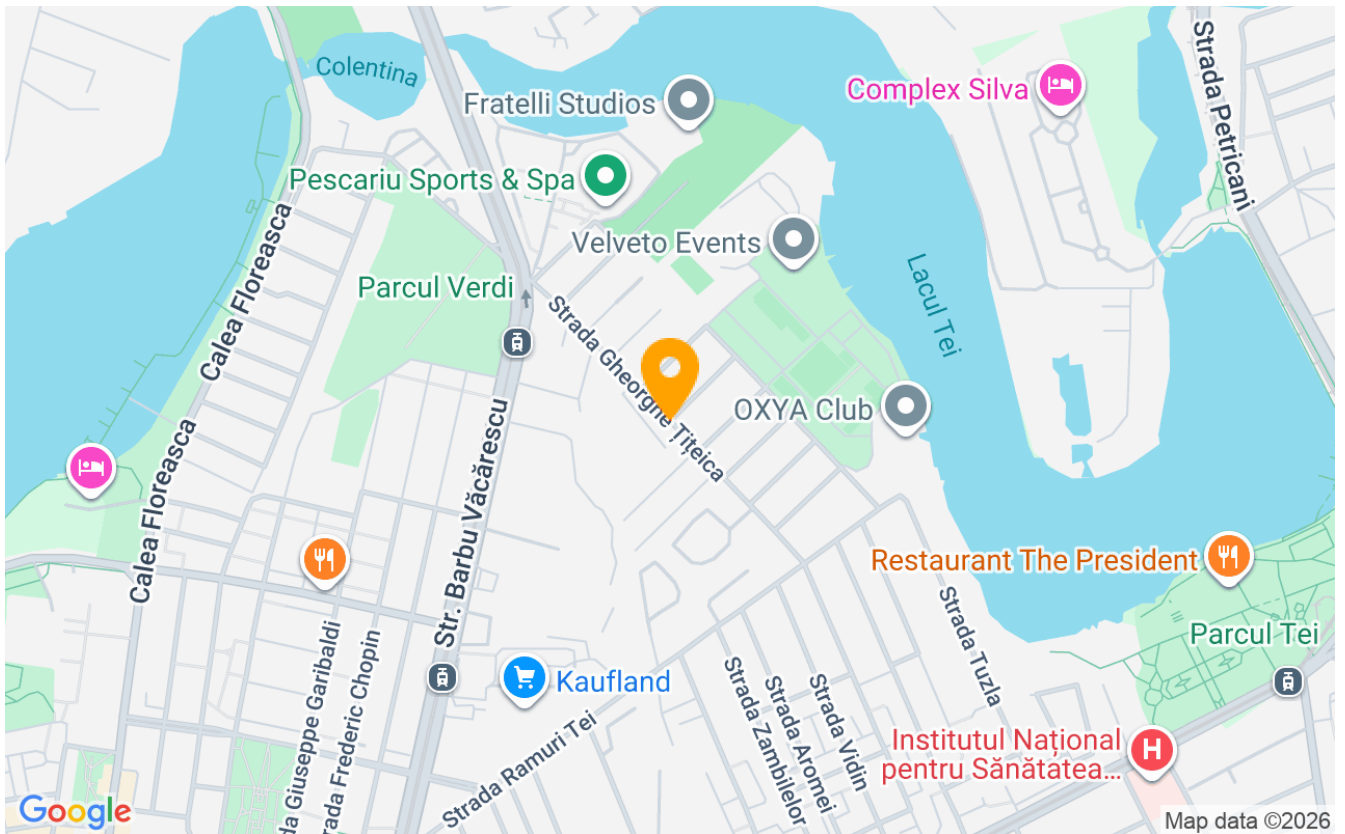 Colentina
Fratelli Studios
Complex Silva
Strada Petricani
Pescariu Sports & Spa
Calea Floreasca
Velveto Events
Parcul Verdi
Lacul Tei
Strada Gheorghe Țițeica
OXYA Club
Calea Floreasca
Str. Barbu Văcărescu
Restaurant The President
Strada Tuzla
Parcul Tei
Kaufland
da Giuseppe Garibaldi
rada Frederic Chopin
Strada Ramuri Tei
Strada Zambilelor
Strada Aromei
Strada Vidin
Institutul Național
pentru Sănătatea...
H
Google
Map data ©2026